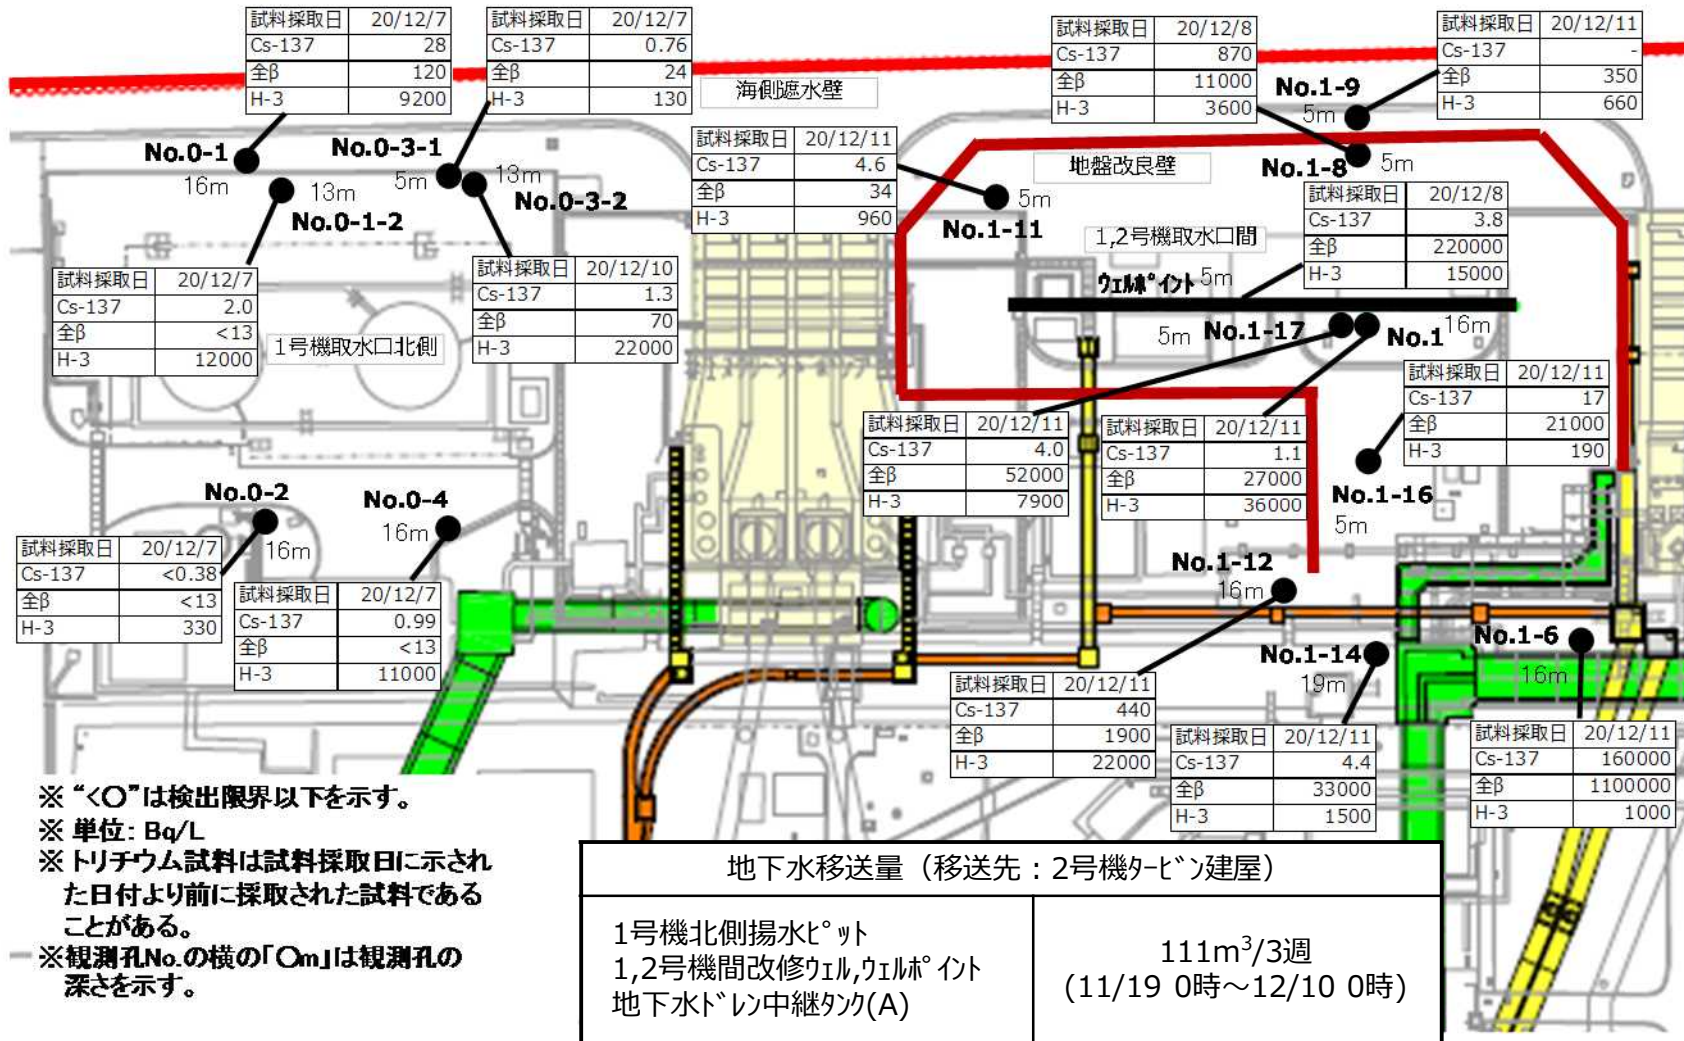 試料採取日 20/12/7
Cs-137 28
全β 120
H-3 9200
試料採取日 20/12/7
Cs-137 0.76
全β 24
H-3 130
海側遮水壁
試料採取日 20/12/8
Cs-137 870
全β 11000
H-3 3600
試料採取日 20/12/11
Cs-137 -
全β 350
H-3 660
No.1-9
5m
No.0-1
16m
No.0-3-1
5m
13m
No.0-1-2
13m
No.0-3-2
試料採取日 20/12/11
Cs-137 4.6
全β 34
H-3 960
5m
No.1-11
地盤改良壁
No.1-8
5m
試料採取日 20/12/8
Cs-137 3.8
全β 220000
H-3 15000
1,2号機取水口間
ウェルポイント 5m
試料採取日 20/12/7
Cs-137 2.0
全β <13
H-3 12000
1号機取水口北側
試料採取日 20/12/10
Cs-137 1.3
全β 70
H-3 22000
5m No.1-17
No.1
16m
試料採取日 20/12/11
Cs-137 17
全β 21000
H-3 190
試料採取日 20/12/11
Cs-137 4.0
全β 52000
H-3 7900
試料採取日 20/12/11
Cs-137 1.1
全β 27000
H-3 36000
No.1-16
5m
No.0-2
16m
No.0-4
16m
試料採取日 20/12/7
Cs-137 <0.38
全β <13
H-3 330
試料採取日 20/12/7
Cs-137 0.99
全β <13
H-3 11000
No.1-12
16m
No.1-14
19m
No.1-6
16m
試料採取日 20/12/11
Cs-137 440
全β 1900
H-3 22000
試料採取日 20/12/11
Cs-137 4.4
全β 33000
H-3 1500
試料採取日 20/12/11
Cs-137 160000
全β 1100000
H-3 1000
※ “<○”は検出限界以下を示す。
※ 単位: Bq/L
※ トリチウム試料は試料採取日に示され
た日付より前に採取された試料である
ことがある。
※観測孔No.の横の「○m」は観測孔の
深さを示す。
地下水移送量（移送先：2号機タービン建屋）
1号機北側揚水ピット
1,2号機間改修ウェル,ウェルポイント
地下水ドレン中継タンク(A)
111m³/3週
(11/19 0時～12/10 0時)